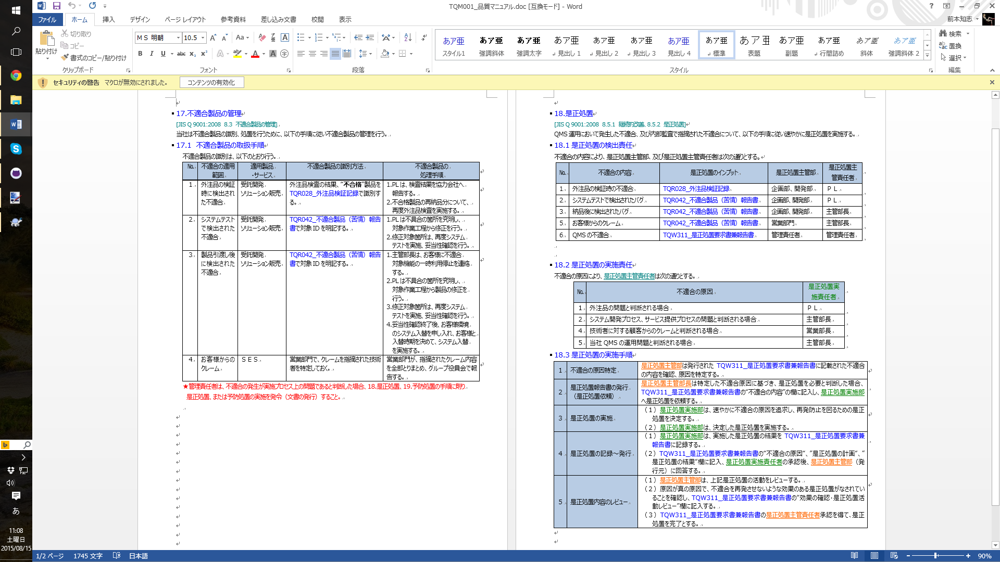 TQM001_品質マニュアル.doc [互換モード] - Word
ファイル ホーム 挿入 デザイン ページ レイアウト 参考資料 差し込み文書 校閲 表示
前本知志
貼り付け
切り取り
コピー
書式のコピー/貼り付け
クリップボード
MS 明朝 10.5
フォント
段落
あア亜 スタイル1
あア亜 強調斜体
あア亜 強調太字
あア亜 見出し 1
あア亜 見出し 2
あア亜 見出し 3
あア亜 見出し 4
あア亜 標準
あア亜 表題
あア亜 副題
あア亜 行間詰め
あア亜 斜体
あア亜 強調斜体 2
スタイル
検索
置換
選択
編集
セキュリティの警告 マクロが無効にされました。 コンテンツの有効化
17.不適合製品の管理
[JIS Q 9001:2008 8.3 不適合製品の管理]
当社は不適合製品の識別、処置を行うために、以下の手順に従い不適合製品の管理を行う。
17.1 不適合製品の取扱手順
不適合製品の識別は、以下のとおり行う。
No. 不適合の適用範囲 適用製品・サービス 不適合製品の識別方法 不適合製品の処理手順
1. 外注品の検証時に検出された不適合 受託開発 ソリューション販売 外注品検査の結果、“不合格”製品をTQR028_外注品検証記録で識別する。
1.PLは、検査結果を協力会社へ
報告する。
2.不合格製品の再納品分について、
再度外注品検査を実施する。
2. システムテストで検出された不適合 受託開発 ソリューション販売 TQR042_不適合製品（苦情）報告書で対象IDを明記する。
1.PLは不具合の箇所を究明し、
対象作業工程から修正を行う。
2.修正対象箇所は、再度システム
テストを実施、妥当性確認を行う。
3. 製品引渡し後に検出された不適合 受託開発 ソリューション販売 TQR042_不適合製品（苦情）報告書で対象IDを明記する。
1.主管部長は、お客様に不適合
対象機能の一時利用停止を連絡
する。
2.PLは不具合の箇所を究明し、
対象作業工程から製品の修正を
行う。
3.修正対象箇所は、再度システム
テストを実施、妥当性確認を行う。
4.妥当性確認終了後、お客様環境
のシステム入替を申し入れ、お客様と
入替時期を決めて、システム入替
を実施する。
4. お客様からのクレーム ＳＥＳ 営業部門で、クレームを指摘された技術者を特定しておく。
営業部門が、指摘されたクレーム内容
を全部とりまとめ、グループ役員会で報
告する。
★管理責任者は、不適合の発生が実施プロセス上の問題であると判断した場合、18.是正処置、19.予防処置の手順に則り
是正処置、または予防処置の実施を発令（文書の発行）すること。
18.是正処置
[JIS Q 9001:2008 8.5.1 継続的改善、8.5.2 是正処置]
QMS運用において発生した不適合、及び内部監査で指摘された不適合について、以下の手順に従い速やかに是正処置を実施する。
18.1 是正処置の検出責任
不適合の内容により、是正処置主管部、及び是正処置主管責任者は次の通りとする。
No. 不適合の内容 是正処置のインプット 是正処置主管部 是正処置主管責任者
1. 外注品の検証時の不適合 TQR028_外注品検証記録 企画部、開発部 ＰＬ
2. システムテストで検出されたバグ TQR042_不適合製品（苦情）報告書 企画部、開発部 ＰＬ
3. 納品後に検出されたバグ TQR042_不適合製品（苦情）報告書 企画部、開発部 主管部長
5. お客様からのクレーム TQR042_不適合製品（苦情）報告書 営業部門 主管部長
6. QMSの不適合 TQW311_是正処置要求書兼報告書 管理責任者 管理責任者
18.2 是正処置の実施責任
不適合の原因により、是正処置主管責任者は次の通りとする。
No. 不適合の原因 是正処置実施責任者
1. 外注品の問題と判断される場合 ＰＬ
2. システム開発プロセス、サービス提供プロセスの問題と判断される場合 主管部長
4. 技術者に対する顧客からのクレームと判断される場合 営業部長
5. 当社QMSの運用問題と判断される場合 主管部長
18.3 是正処置の実施手順
1 不適合の原因特定
是正処置主管部は発行された TQW311_是正処置要求書兼報告書に記載された不適合
の内容を確認、原因を特定する。
2 是正処置報告書の発行（是正処置依頼）
是正処置主管部長は特定した不適合原因に基づき、是正処置を必要と判断した場合、
TQW311_是正処置要求書兼報告書の“不適合の内容”の欄に記入し、是正処置実施部
へ是正処置を依頼する。
3 是正処置の実施
（１）是正処置実施部は、速やかに不適合の原因を追求し、再発防止を図るための是正
処置を決定する。
（２）是正処置実施部は、決定した是正処置を実施する。
4 是正処置の記録～発行
（１）是正処置実施部は、実施した是正処置の結果を TQW311_是正処置要求書兼
報告書に記録する。
（２）TQW311_是正処置要求書兼報告書の“不適合の原因“、”是正処置の計画“、”
是正処置の結果“欄に記入、是正処置実施責任者の承認後、是正処置主管部（発
行元）に回答する。
5 是正処置内容のレビュー
（１）是正処置主管部は、上記是正処置の活動をレビューする。
（２）原因が真の原因で、不適合を再発させないような効果のある是正処置がなされてい
ることを確認し、TQW311_是正処置要求書兼報告書の“効果の確認・是正処置活
動レビュー”欄に記入する。
（３）TQW311_是正処置要求書兼報告書の是正処置主管責任者承認を得て、是正
処置を完了とする。
あ
11:08
土曜日
2015/08/15
1/2 ページ 1745 文字 日本語 90%